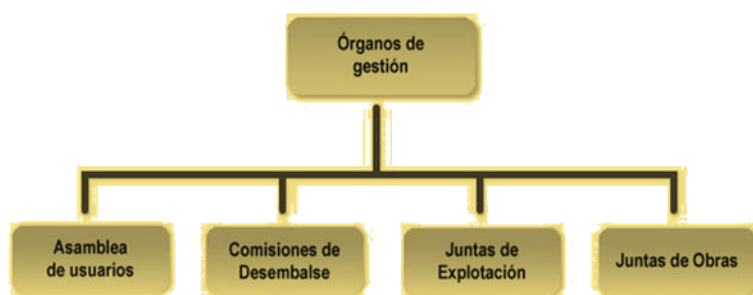 Órganos de
gestión
Asamblea
de usuarios
Comisiones de
Desembalse
Juntas de
Explotación
Juntas de Obras